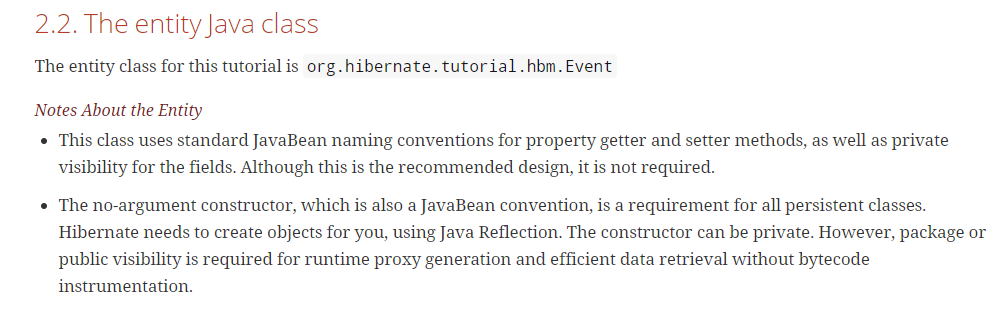 2.2. The entity Java class
The entity class for this tutorial is org.hibernate.tutorial.hbm.Event
Notes About the Entity
• This class uses standard JavaBean naming conventions for property getter and setter methods, as well as private
visibility for the fields. Although this is the recommended design, it is not required.
• The no-argument constructor, which is also a JavaBean convention, is a requirement for all persistent classes.
Hibernate needs to create objects for you, using Java Reflection. The constructor can be private. However, package or
public visibility is required for runtime proxy generation and efficient data retrieval without bytecode
instrumentation.